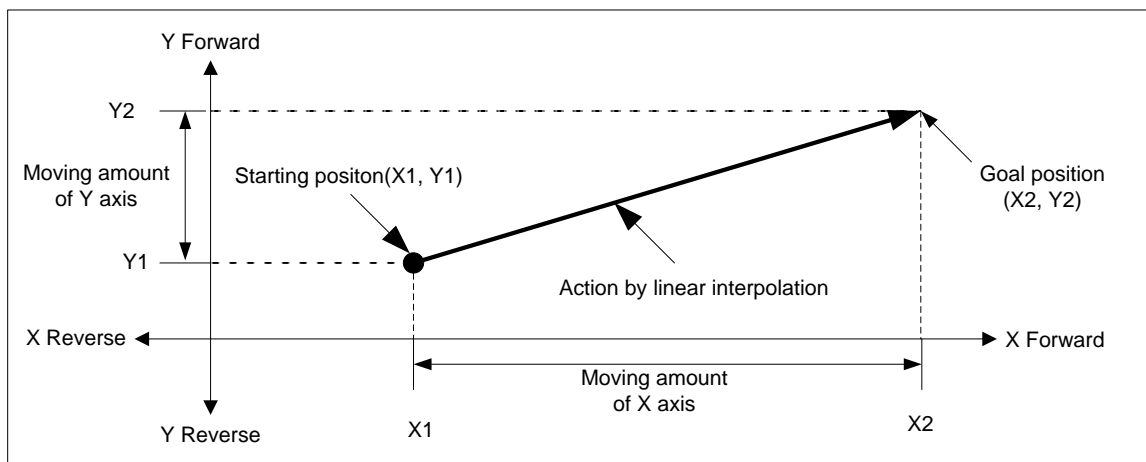 Y Forward
Y2
Moving amount
of Y axis
Starting positon(X1, Y1)
Goal position
(X2, Y2)
Y1
Action by linear interpolation
X Reverse
X Forward
Moving amount
of X axis
Y Reverse
X1
X2